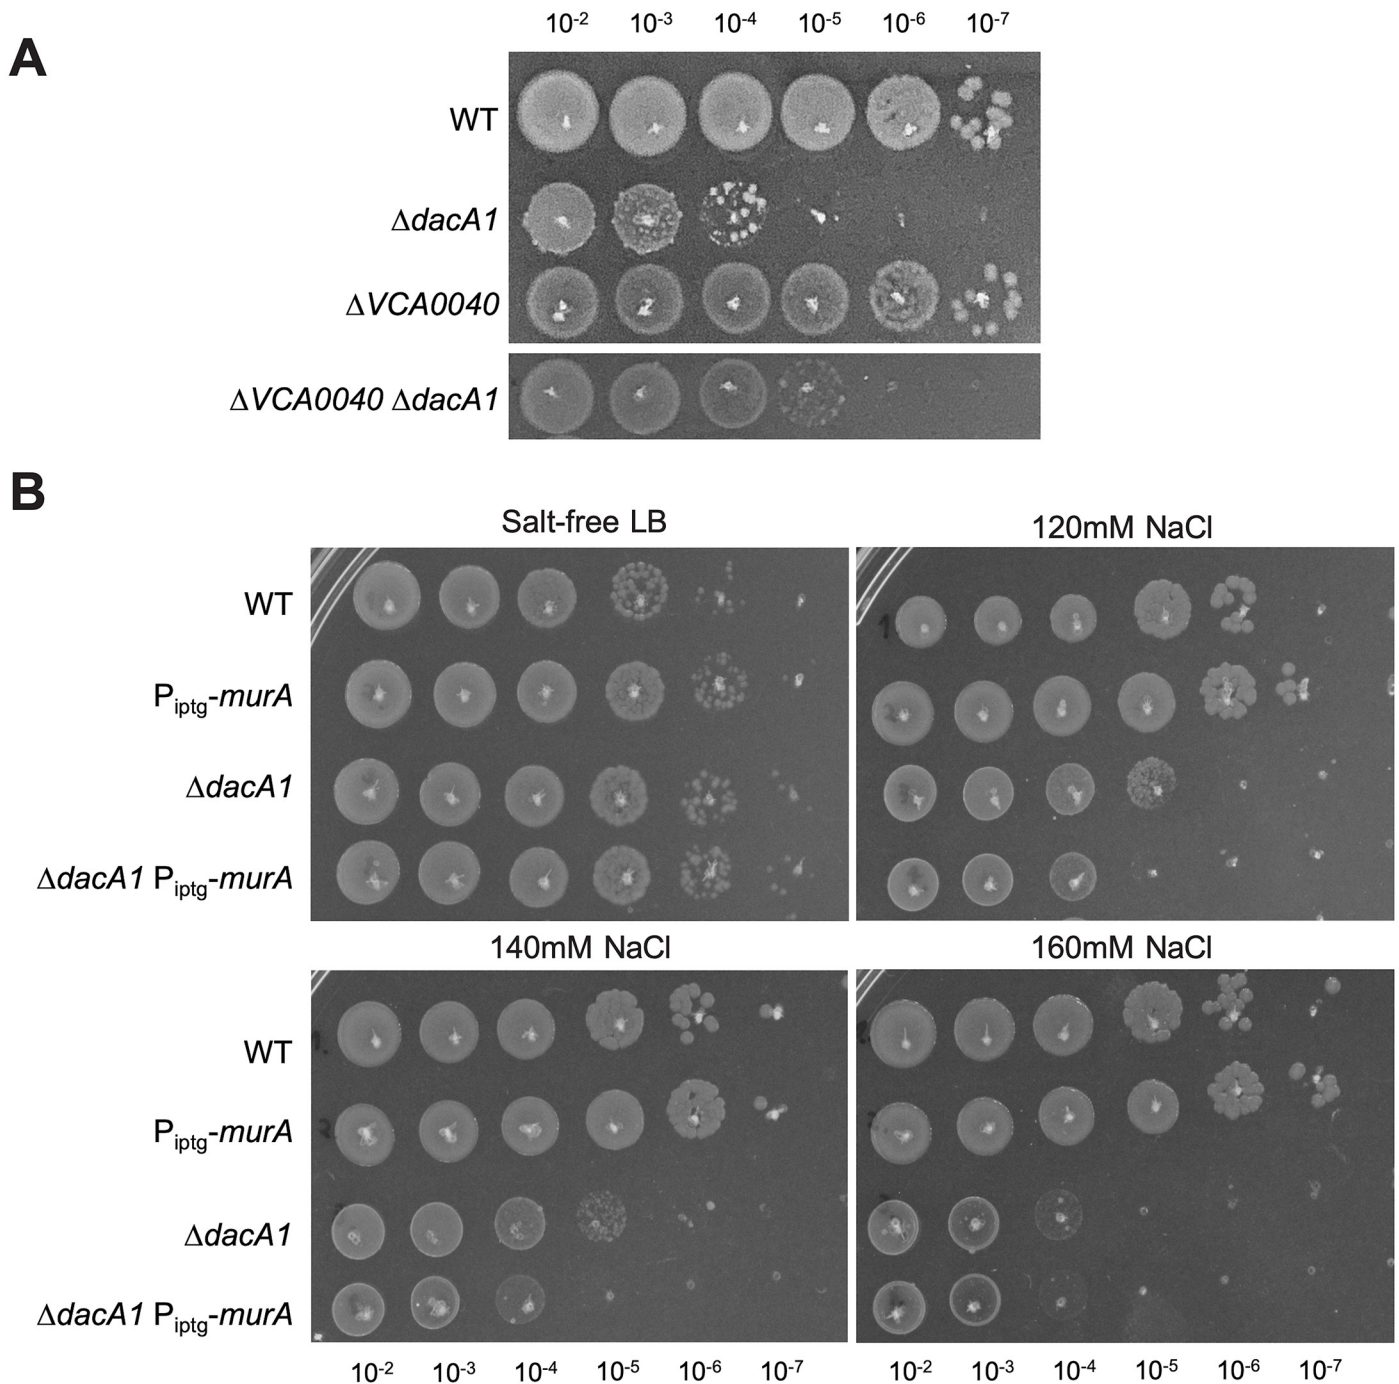 A
10-2 10-3 10-4 10-5 10-6 10-7
WT
ΔdacA1
ΔVCA0040
ΔVCA0040 ΔdacA1
B
Salt-free LB 120mM NaCl
WT
Piptg-murA
ΔdacA1
ΔdacA1 Piptg-murA
140mM NaCl 160mM NaCl
WT
Piptg-murA
ΔdacA1
ΔdacA1 Piptg-murA
10-2 10-3 10-4 10-5 10-6 10-7 10-2 10-3 10-4 10-5 10-6 10-7